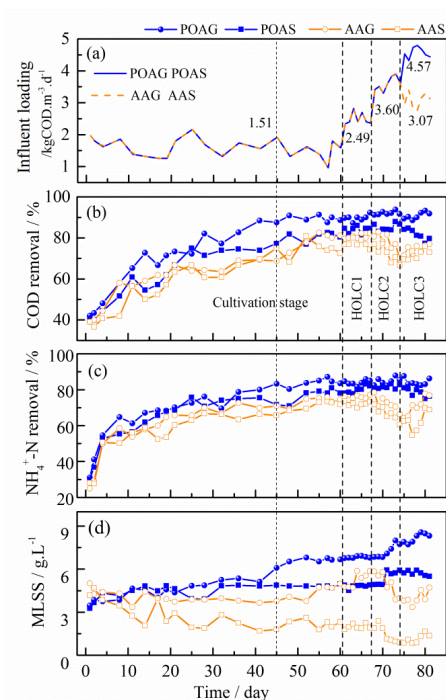 POAG POAS AAG AAS
(a)
5
4
3
2
1
0
Influent loading
/kgCOD.m⁻³.d⁻¹
POAG POAS
AAG AAS
1.51
2.49
3.60
4.57
3.07
(b)
100
80
60
40
COD removal / %
Cultivation stage
HOLC1
HOLC2
HOLC3
(c)
100
80
60
40
20
NH₄⁺-N removal / %
(d)
9
6
3
0
MLSS / g.L⁻¹
0 10 20 30 40 50 60 70 80
Time / day